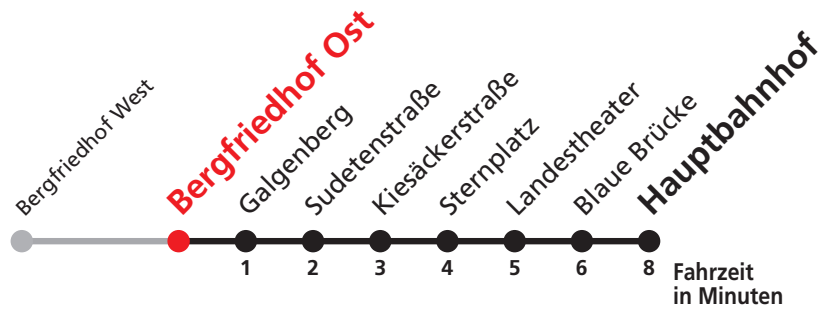 Bergfriedhof West
Bergfriedhof Ost
Galgenberg
Sudetenstraße
Kiesäckerstraße
Sternplatz
Landestheater
Blaue Brücke
Hauptbahnhof
1 2 3 4 5 6 8
Fahrzeit
in Minuten